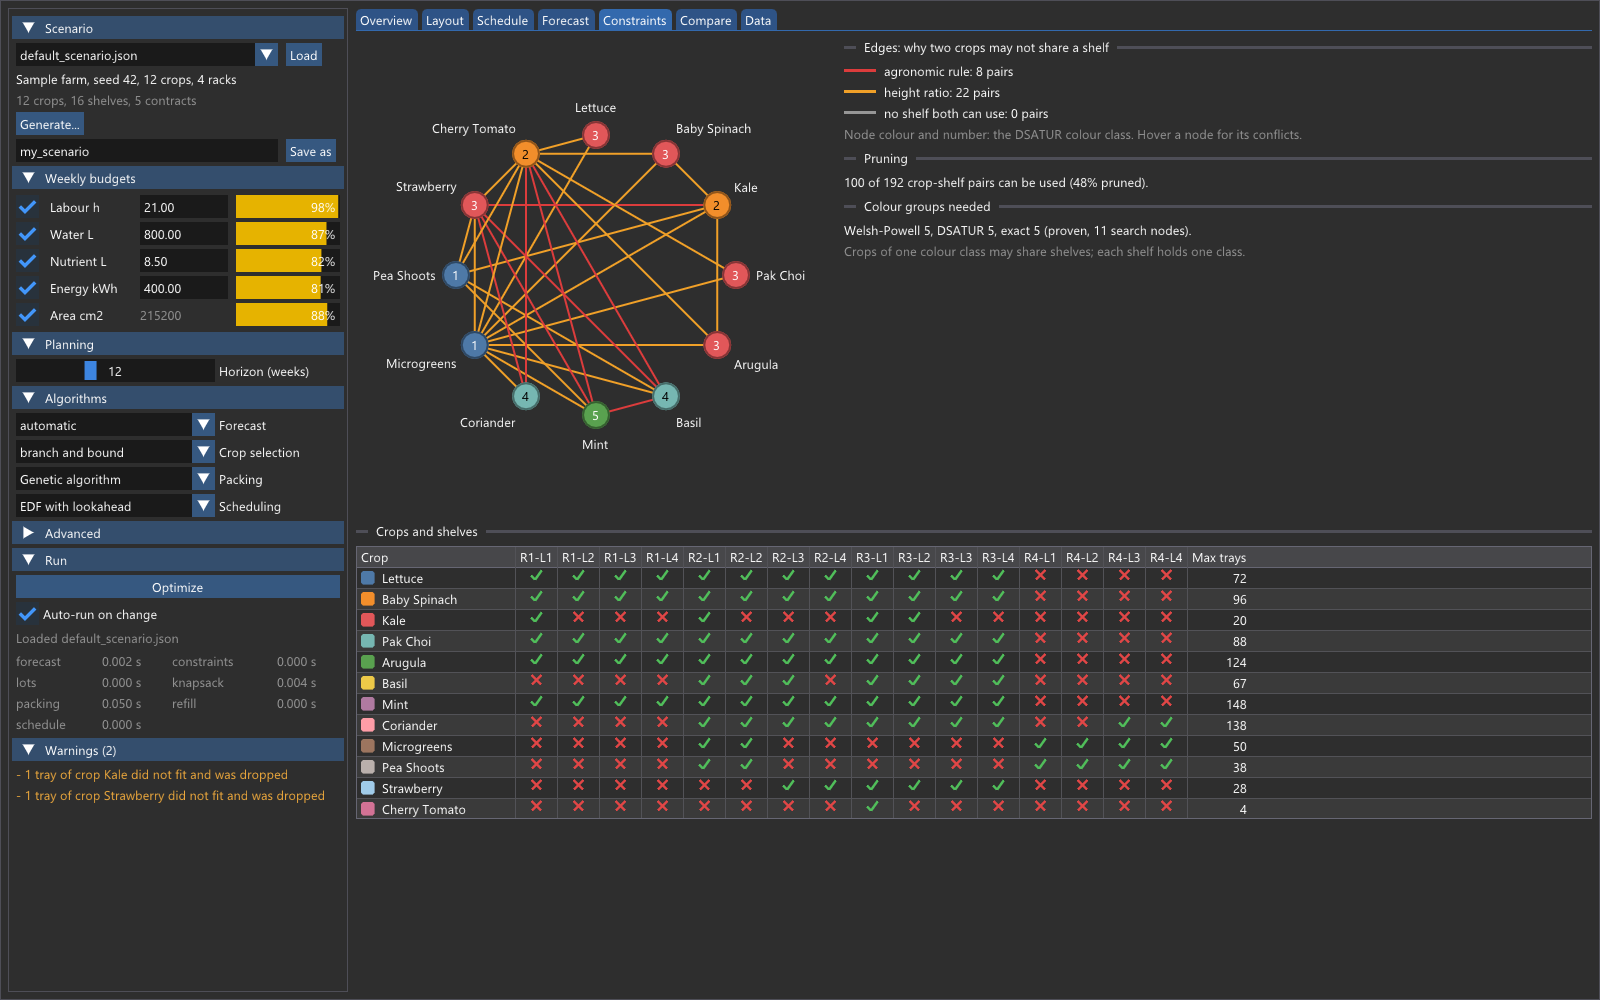 Scenario
default_scenario.json Load
Sample farm, seed 42, 12 crops, 4 racks
12 crops, 16 shelves, 5 contracts
Generate...
my_scenario Save as
Weekly budgets
Labour h 21.00 98%
Water L 800.00 87%
Nutrient L 8.50 82%
Energy kWh 400.00 81%
Area cm2 215200 88%
Planning
12 Horizon (weeks)
Algorithms
automatic Forecast
branch and bound Crop selection
Genetic algorithm Packing
EDF with lookahead Scheduling
Advanced
Run
Optimize
Auto-run on change
Loaded default_scenario.json
forecast 0.002 s constraints 0.000 s
lots 0.000 s knapsack 0.004 s
packing 0.050 s refill 0.000 s
schedule 0.000 s
Warnings (2)
- 1 tray of crop Kale did not fit and was dropped
- 1 tray of crop Strawberry did not fit and was dropped
Overview Layout Schedule Forecast Constraints Compare Data
Lettuce
3
Cherry Tomato
2
Baby Spinach
3
Strawberry
3
Kale
2
Pea Shoots
1
Pak Choi
3
Microgreens
1
Arugula
3
Coriander
4
Mint
5
Basil
4
Edges: why two crops may not share a shelf
agronomic rule: 8 pairs
height ratio: 22 pairs
no shelf both can use: 0 pairs
Node colour and number: the DSATUR colour class. Hover a node for its conflicts.
Pruning
100 of 192 crop-shelf pairs can be used (48% pruned).
Colour groups needed
Welsh-Powell 5, DSATUR 5, exact 5 (proven, 11 search nodes).
Crops of one colour class may share shelves; each shelf holds one class.
Crops and shelves
Crop R1-L1 R1-L2 R1-L3 R1-L4 R2-L1 R2-L2 R2-L3 R2-L4 R3-L1 R3-L2 R3-L3 R3-L4 R4-L1 R4-L2 R4-L3 R4-L4 Max trays
Lettuce 72
Baby Spinach 96
Kale 20
Pak Choi 88
Arugula 124
Basil 67
Mint 148
Coriander 138
Microgreens 50
Pea Shoots 38
Strawberry 28
Cherry Tomato 4